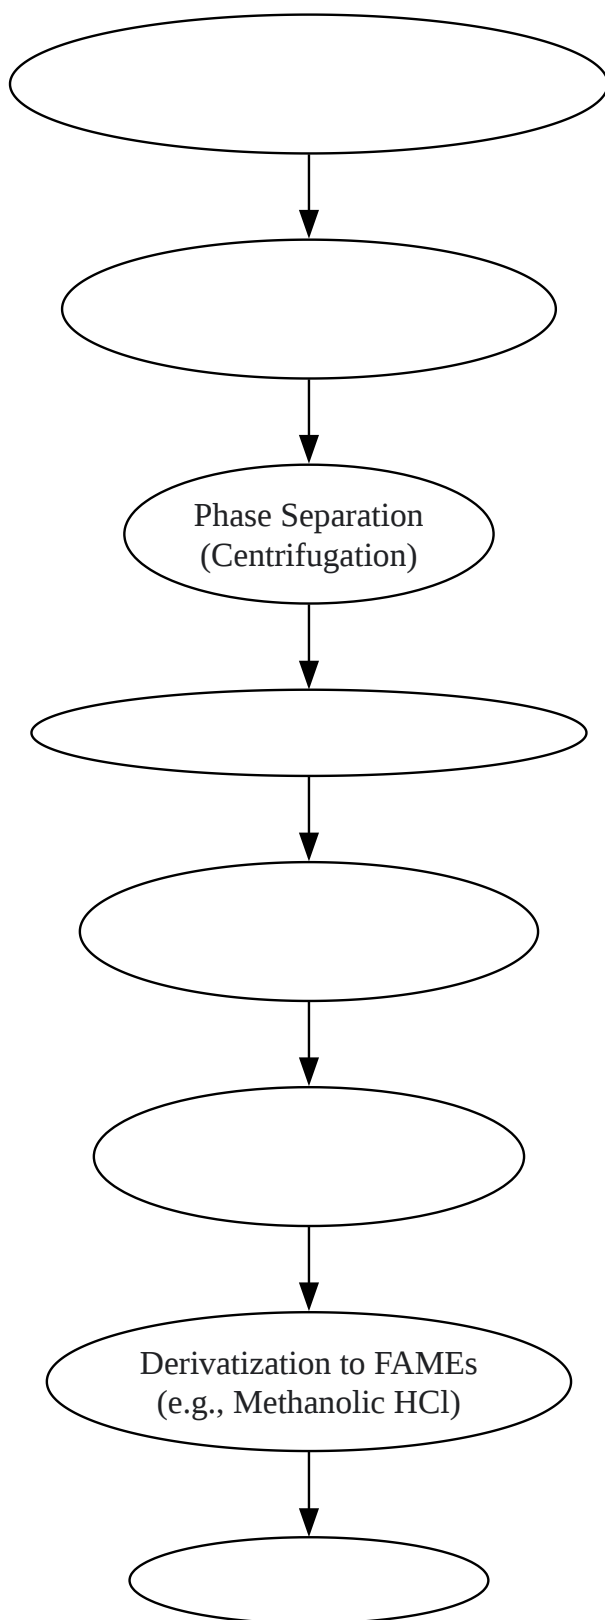 Phase Separation
(Centrifugation)
Derivatization to FAMEs
(e.g., Methanolic HCl)